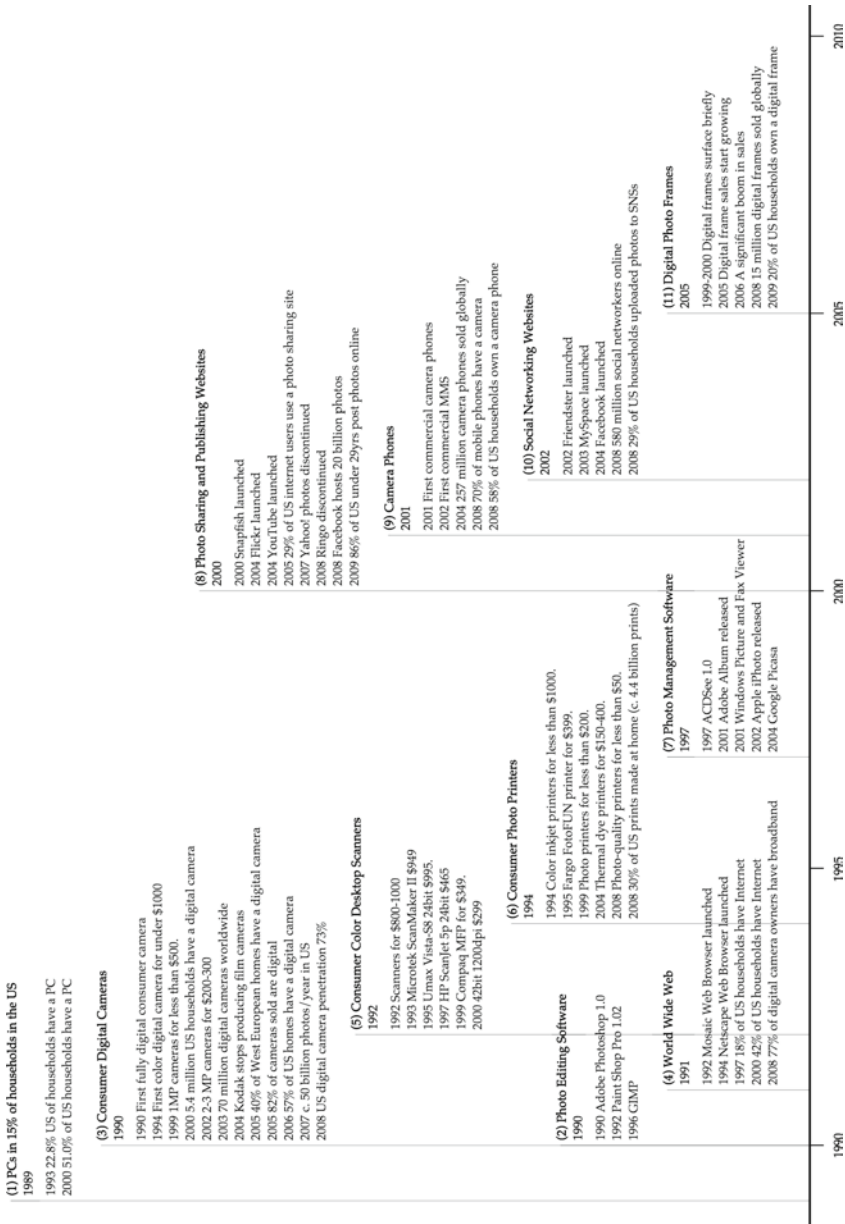 (1) PCs in 15% of households in the US
1989
1993 22.8% US of households have a PC
2000 51.0% of US households have a PC
(3) Consumer Digital Cameras
1990
1990 First fully digital consumer camera
1994 First color digital camera for under $1000
1999 1MP cameras for less than $500.
2000 5.4 million US households have a digital camera
2002 2-3 MP cameras for $200-300
2003 70 million digital cameras worldwide
2004 Kodak stops producing film cameras
2005 40% of West European homes have a digital camera
2005 82% of cameras sold are digital
2006 57% of US homes have a digital camera
2007 c. 50 billion photos/year in US
2008 US digital camera penetration 73%
(8) Photo Sharing and Publishing Websites
2000
2000 Snapfish launched
2004 Flickr launched
2004 YouTube launched
2005 29% of US internet users use a photo sharing site
2007 Yahoo! photos discontinued
2008 Ringo discontinued
2008 Facebook hosts 20 billion photos
2009 86% of US under 29yrs post photos online
(5) Consumer Color Desktop Scanners
1992
1992 Scanners for $800-1000
1993 Microtek ScanMaker II $949
1995 Umax Vista-S8 24bit $995.
1997 HP ScanJet 5p 24bit $465
1999 Compaq MFP for $349.
2000 42bit 1200dpi $299
(9) Camera Phones
2001
2001 First commercial camera phones
2002 First commercial MMS
2004 257 million camera phones sold globally
2008 70% of mobile phones have a camera
2008 58% of US households own a camera phone
(6) Consumer Photo Printers
1994
1994 Color inkjet printers for less than $1000.
1995 Fargo FotoFUN printer for $399.
1999 Photo printers for less than $200.
2004 Thermal dye printers for $150-400.
2008 Photo-quality printers for less than $50.
2008 30% of US prints made at home (c. 4.4 billion prints)
(10) Social Networking Websites
2002
2002 Friendster launched
2003 MySpace launched
2004 Facebook launched
2008 580 million social networkers online
2008 29% of US households uploaded photos to SNSs
(2) Photo Editing Software
1990
1990 Adobe Photoshop 1.0
1992 Paint Shop Pro 1.02
1996 GIMP
(4) World Wide Web
1991
1992 Mosaic Web Browser launched
1994 Netscape Web Browser launched
1997 18% of US households have Internet
2000 42% of US households have Internet
2008 77% of digital camera owners have broadband
(7) Photo Management Software
1997
1997 ACDSee 1.0
2001 Adobe Album released
2001 Windows Picture and Fax Viewer
2002 Apple iPhoto released
2004 Google Picasa
(11) Digital Photo Frames
2005
1999-2000 Digital frames surface briefly
2005 Digital frame sales start growing
2006 A significant boom in sales
2008 15 million digital frames sold globally
2009 20% of US households own a digital frame
1990
1995
2000
2005
2010